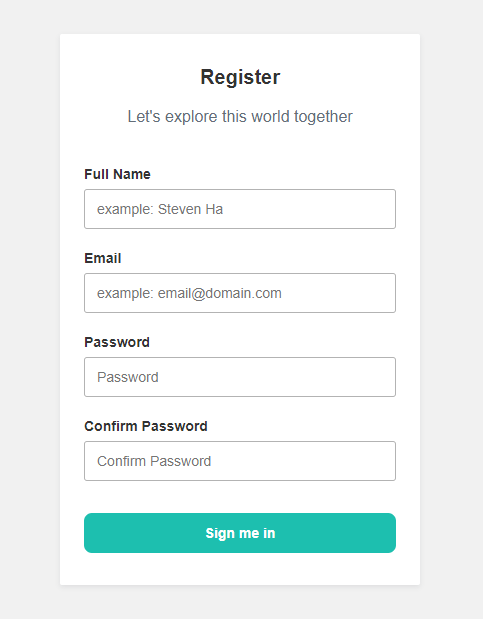 Register
Let's explore this world together
Full Name
example: Steven Ha
Email
example: email@domain.com
Password
Password
Confirm Password
Confirm Password
Sign me in